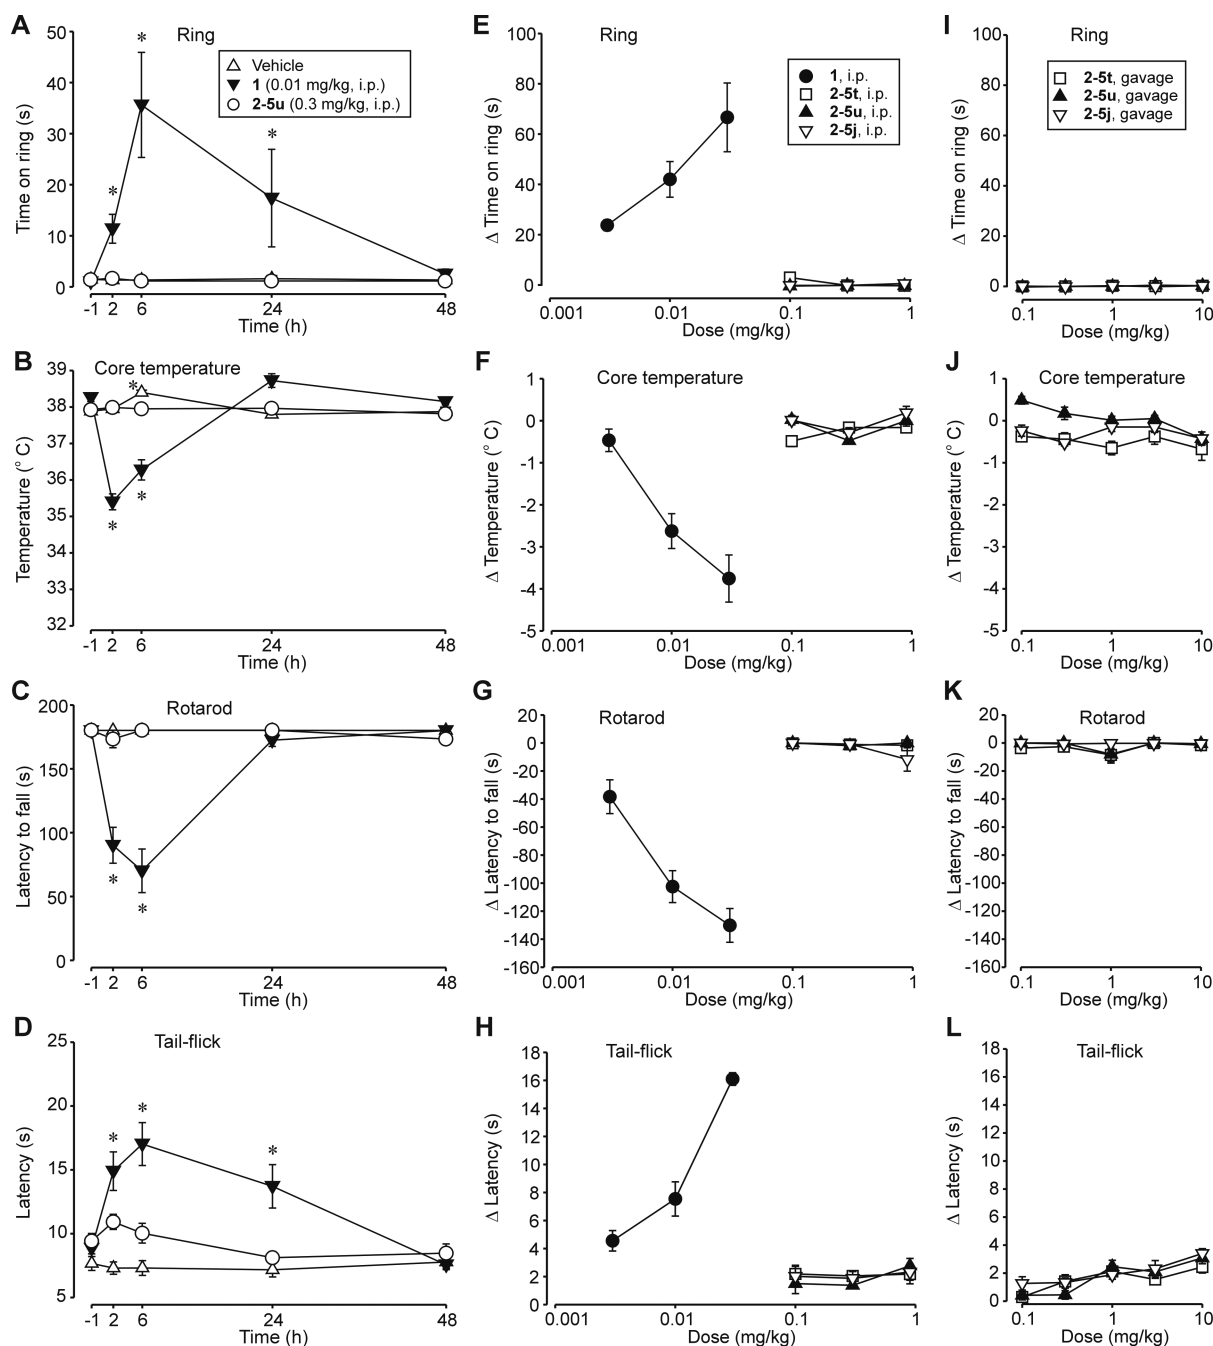 A
Ring
Time on ring (s)
50
40
30
20
10
0
Vehicle
1 (0.01 mg/kg, i.p.)
2-5u (0.3 mg/kg, i.p.)
*
*
*
-1 2 6 24 48
Time (h)
E
Ring
Δ Time on ring (s)
100
80
60
40
20
0
1, i.p.
2-5t, i.p.
2-5u, i.p.
2-5j, i.p.
0.001 0.01 0.1 1
Dose (mg/kg)
I
Ring
Δ Time on ring (s)
100
80
60
40
20
0
2-5t, gavage
2-5u, gavage
2-5j, gavage
0.1 1 10
Dose (mg/kg)
B
Core temperature
Temperature (° C)
39
38
37
36
35
34
33
32
*
*
*
-1 2 6 24 48
Time (h)
F
Core temperature
Δ Temperature (° C)
1
0
-1
-2
-3
-4
-5
0.001 0.01 0.1 1
Dose (mg/kg)
J
Core temperature
Δ Temperature (° C)
1
0
-1
-2
-3
-4
-5
0.1 1 10
Dose (mg/kg)
C
Rotarod
Latency to fall (s)
200
150
100
50
0
*
*
-1 2 6 24 48
Time (h)
G
Rotarod
Δ Latency to fall (s)
20
0
-20
-40
-60
-80
-100
-120
-140
-160
0.001 0.01 0.1 1
Dose (mg/kg)
K
Rotarod
Δ Latency to fall (s)
20
0
-20
-40
-60
-80
-100
-120
-140
-160
0.1 1 10
Dose (mg/kg)
D
Tail-flick
Latency (s)
25
20
15
10
5
*
*
*
-1 2 6 24 48
Time (h)
H
Tail-flick
Δ Latency (s)
18
16
14
12
10
8
6
4
2
0
0.001 0.01 0.1 1
Dose (mg/kg)
L
Tail-flick
Δ Latency (s)
18
16
14
12
10
8
6
4
2
0
0.1 1 10
Dose (mg/kg)